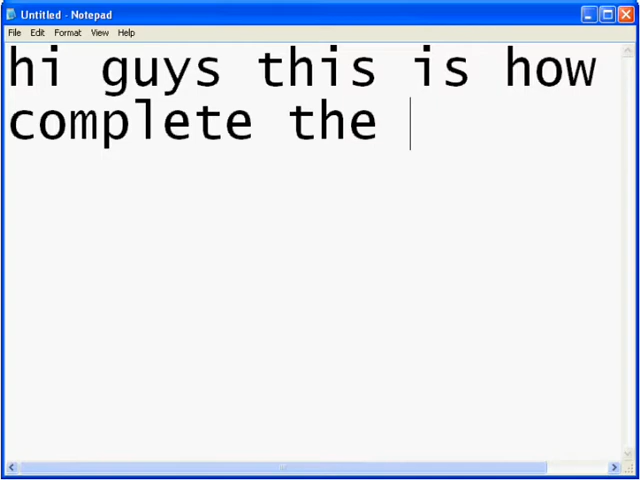 Untitled - Notepad
File Edit Format View Help
hi guys this is how
complete the